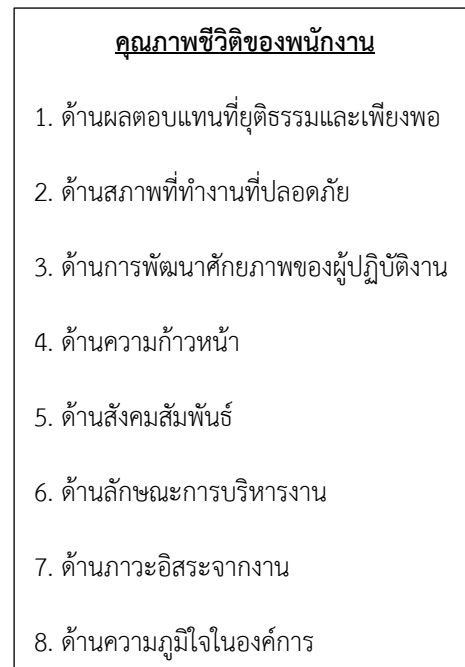 คุณภาพชีวิติของพนักงาน
1. ด้านผลตอบแทนที่ยุติธรรมและเพียงพอ
2. ด้านสภาพที่ทำงานที่ปลอดภัย
3. ด้านการพัฒนาศักยภาพของผู้ปฏิบัติงาน
4. ด้านความก้าวหน้า
5. ด้านสังคมสัมพันธ์
6. ด้านลักษณะการบริหารงาน
7. ด้านภาวะอิสระจากงาน
8. ด้านความภูมิใจในองค์การ